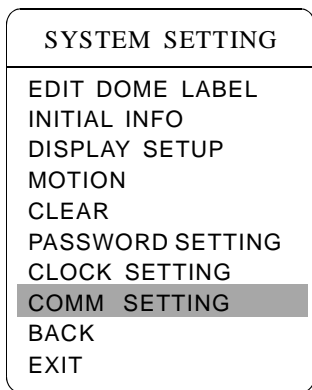 SYSTEM SETTING
EDIT DOME LABEL
INITIAL INFO
DISPLAY SETUP
MOTION
CLEAR
PASSWORD SETTING
CLOCK SETTING
COMM SETTING
BACK
EXIT